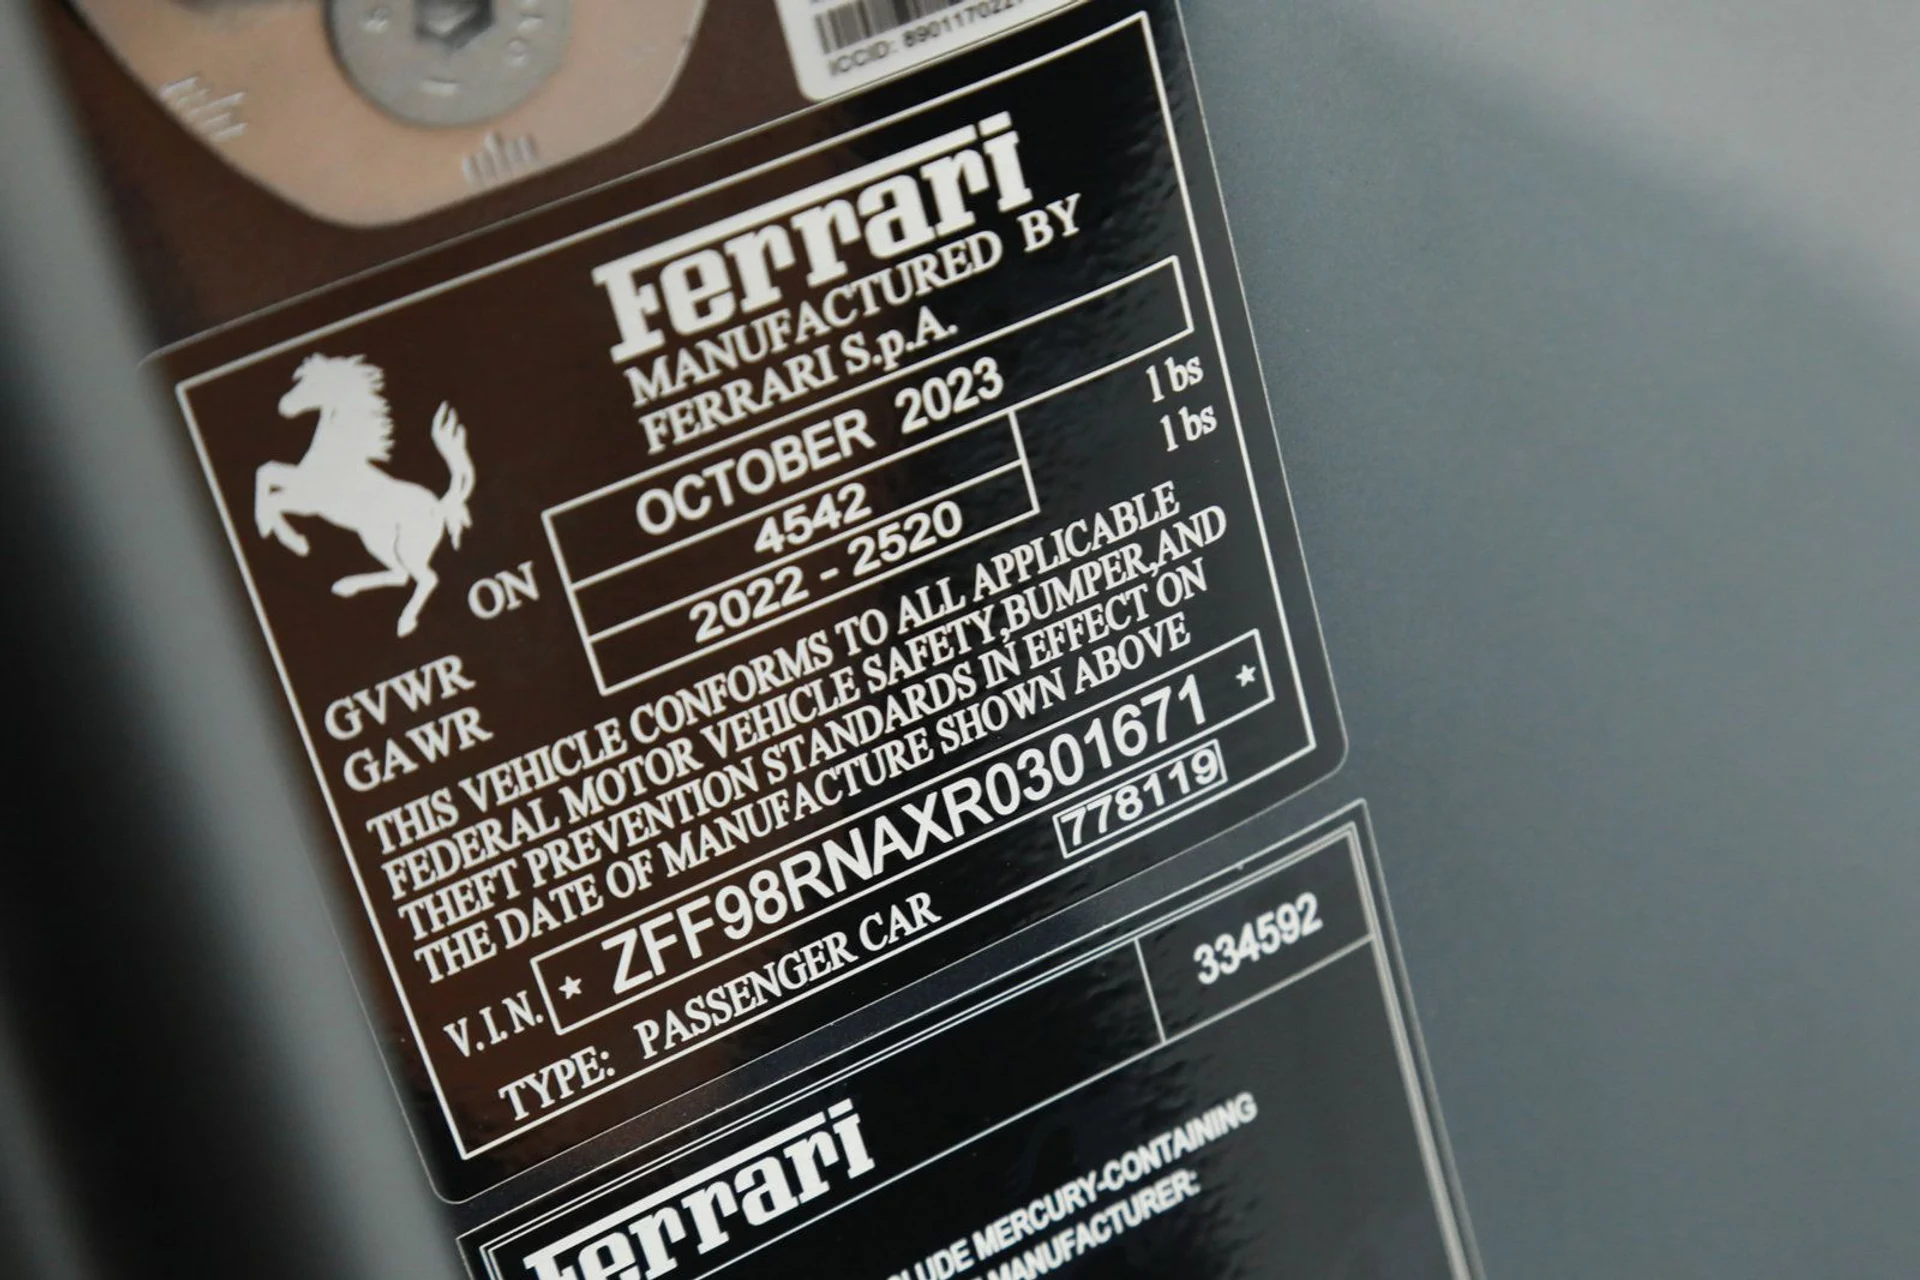 ICCID: 8901170227
Ferrari
MANUFACTURED BY
FERRARI S.p.A.
ON OCTOBER 2023
GVWR 4542 lbs
GAWR 2022 - 2520 lbs
THIS VEHICLE CONFORMS TO ALL APPLICABLE
FEDERAL MOTOR VEHICLE SAFETY,BUMPER,AND
THEFT PREVENTION STANDARDS IN EFFECT ON
THE DATE OF MANUFACTURE SHOWN ABOVE
V.I.N. * ZFF98RNAXR0301671 *
TYPE: PASSENGER CAR 778119
334592
Ferrari
MERCURY-CONTAINING
MANUFACTURER: